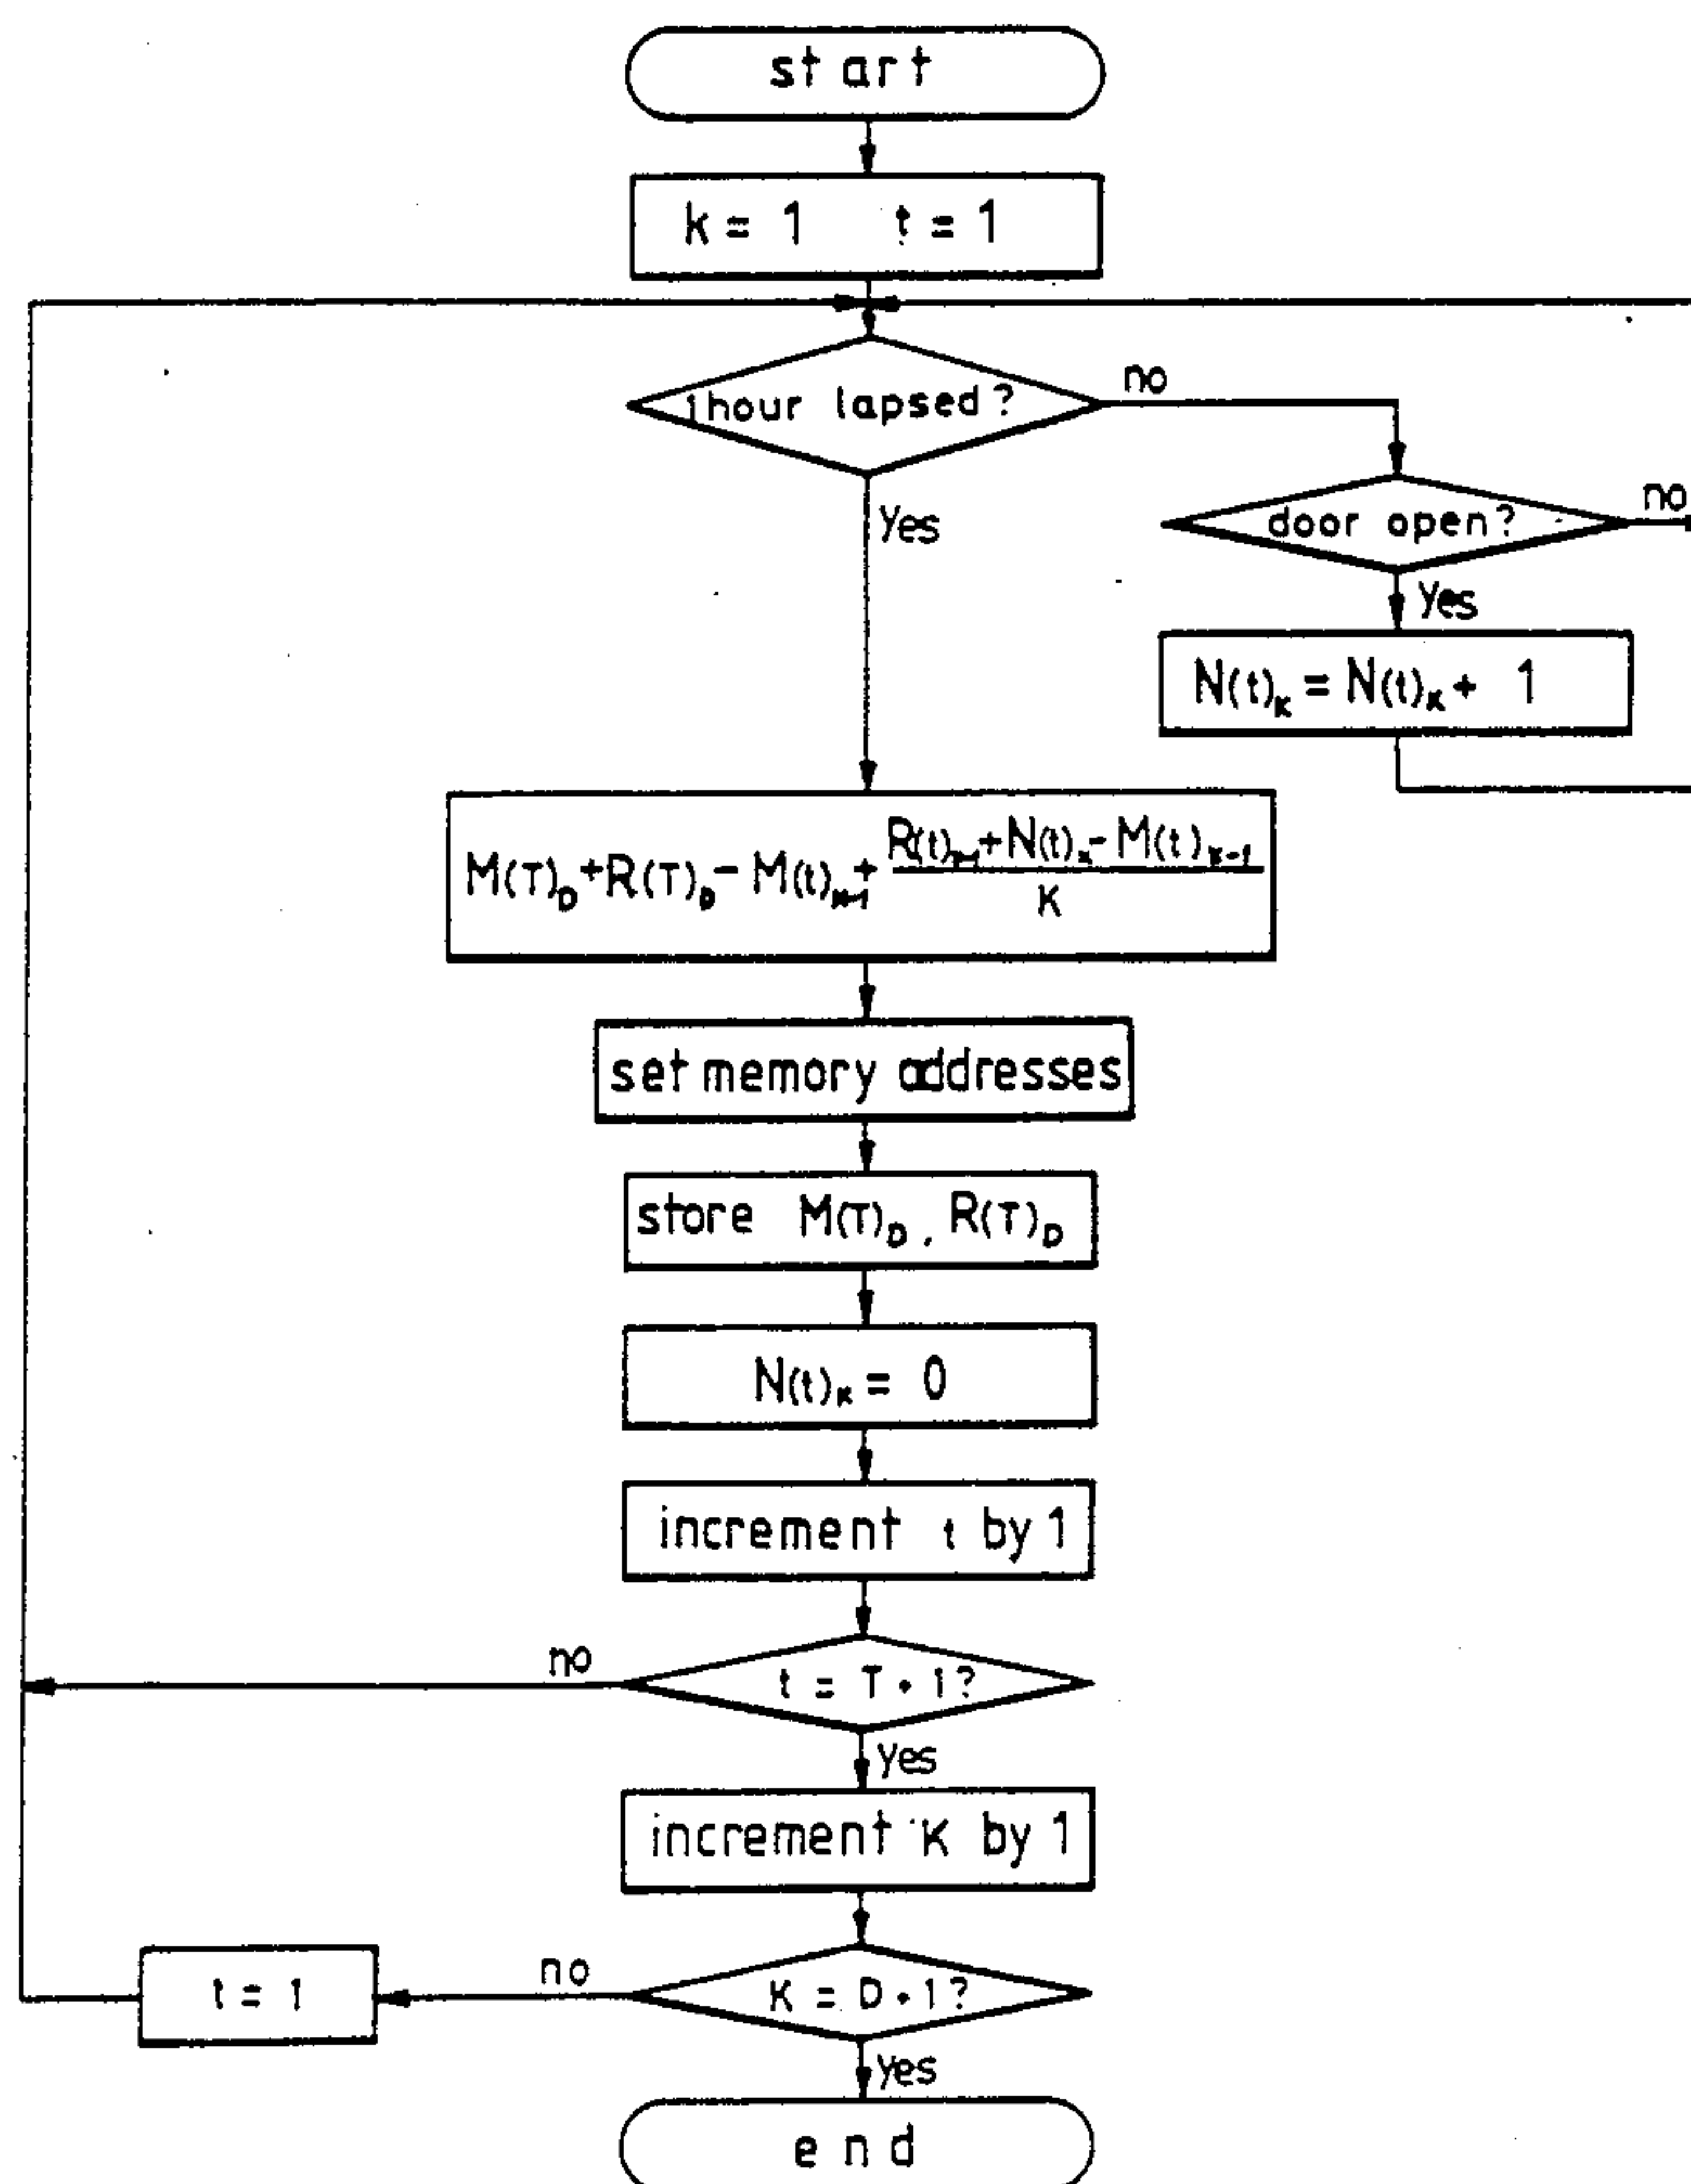 start
k = 1 t = 1
1hour lapsed?
no
door open?
no
Yes
Yes
N(t)K = N(t)K + 1
M(T)D+R(T)D- M(t)K-1+ R(t)K-1+N(t)K-M(t)K-1
K
set memory addresses
store M(T)D, R(T)D
N(t)K = 0
increment t by 1
no
t = T + 1?
yes
increment K by 1
t = 1
no
K = D + 1?
yes
end